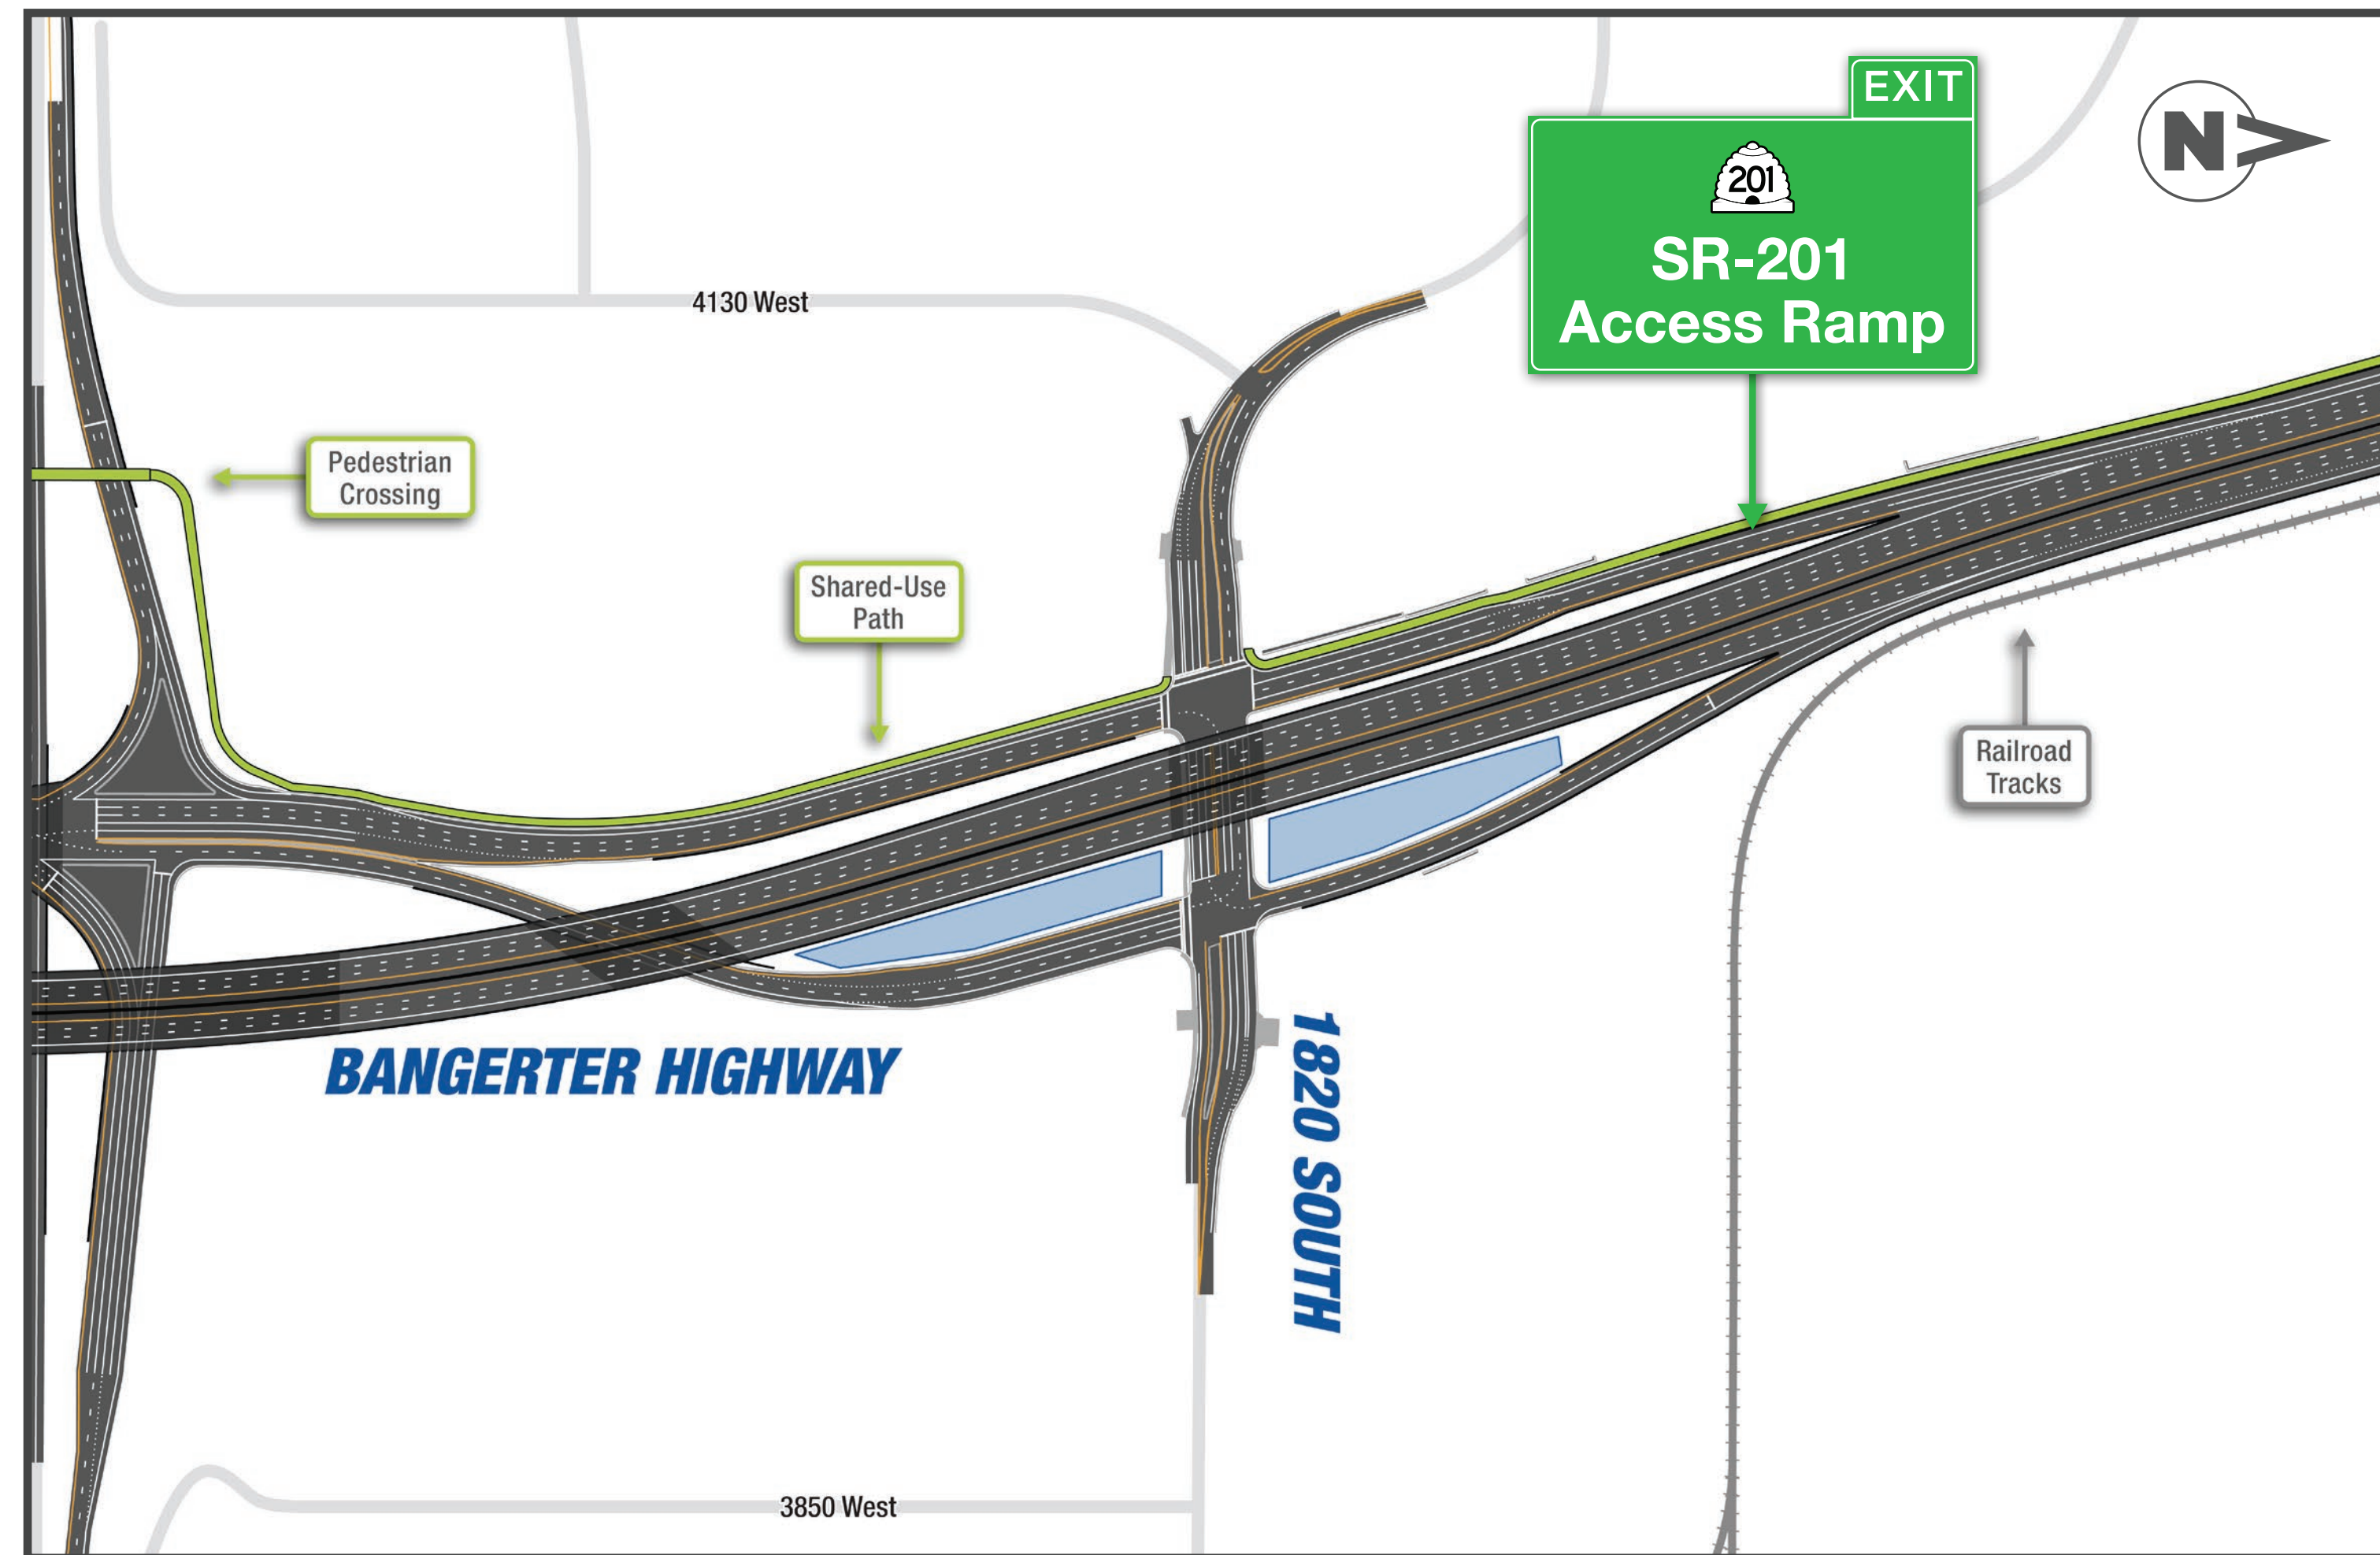 EXIT
201
SR-201
Access Ramp
N
4130 West
Pedestrian
Crossing
Shared-Use
Path
Railroad
Tracks
BANGERTER HIGHWAY
1820 SOUTH
3850 West